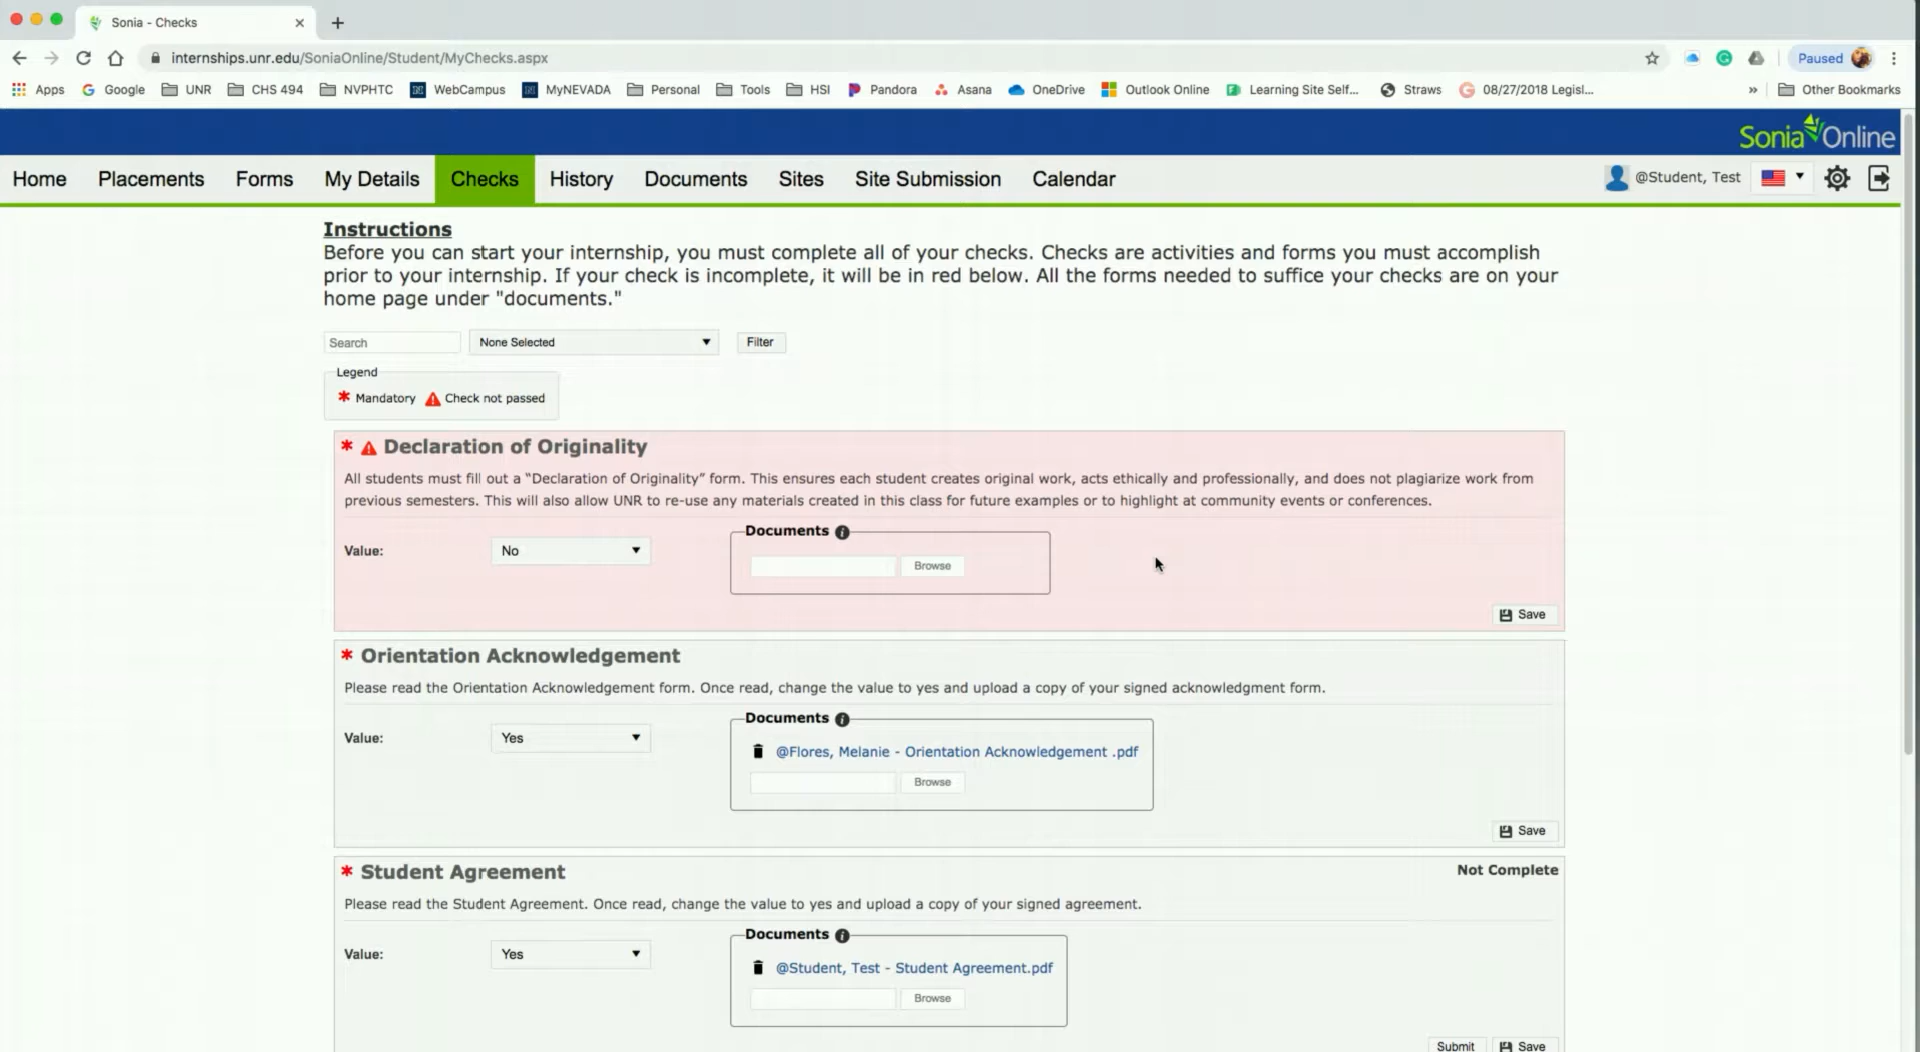 Sonia - Checks
internships.unr.edu/SoniaOnline/Student/MyChecks.aspx
Paused
Apps Google UNR CHS 494 NVPHTC WebCampus MyNEVADA Personal Tools HSI Pandora Asana OneDrive Outlook Online Learning Site Self... Straws 08/27/2018 Legisl... » Other Bookmarks
Sonia Online
Home Placements Forms My Details Checks History Documents Sites Site Submission Calendar @Student, Test
Instructions
Before you can start your internship, you must complete all of your checks. Checks are activities and forms you must accomplish
prior to your internship. If your check is incomplete, it will be in red below. All the forms needed to suffice your checks are on your
home page under "documents."
Search None Selected Filter
Legend
* Mandatory Check not passed
* Declaration of Originality
All students must fill out a “Declaration of Originality” form. This ensures each student creates original work, acts ethically and professionally, and does not plagiarize work from
previous semesters. This will also allow UNR to re-use any materials created in this class for future examples or to highlight at community events or conferences.
Documents
Value: No
Browse
Save
* Orientation Acknowledgement
Please read the Orientation Acknowledgement form. Once read, change the value to yes and upload a copy of your signed acknowledgment form.
Documents
Value: Yes
@Flores, Melanie - Orientation Acknowledgement .pdf
Browse
Save
* Student Agreement Not Complete
Please read the Student Agreement. Once read, change the value to yes and upload a copy of your signed agreement.
Documents
Value: Yes
@Student, Test - Student Agreement.pdf
Browse
Submit Save